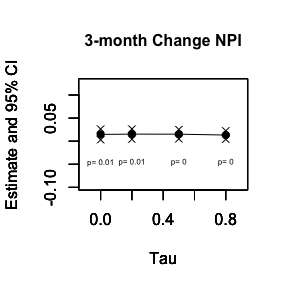 3-month Change NPI
Estimate and 95% CI
0.05
-0.10
p= 0.01 p= 0.01 p= 0 p= 0
0.0 0.4 0.8
Tau